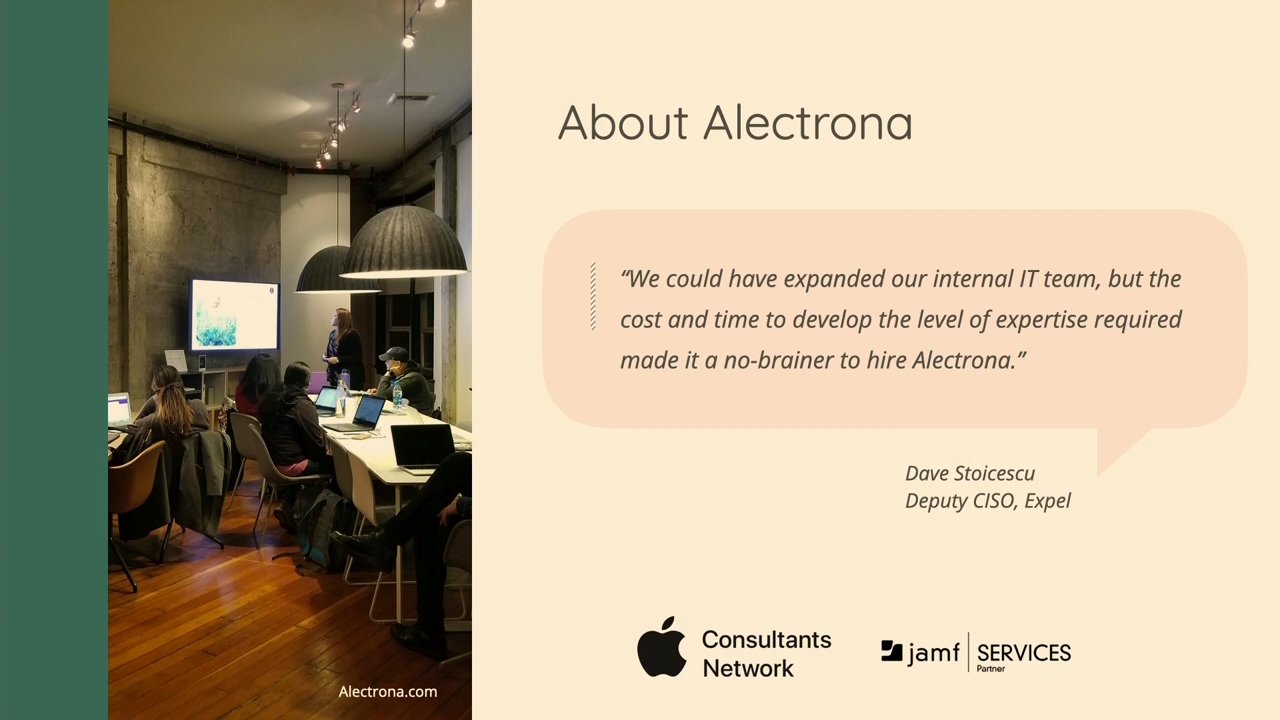 About Alectrona
“We could have expanded our internal IT team, but the
cost and time to develop the level of expertise required
made it a no-brainer to hire Alectrona.”
Dave Stoicescu
Deputy CISO, Expel
Consultants
Network
jamf SERVICES
Partner
Alectrona.com